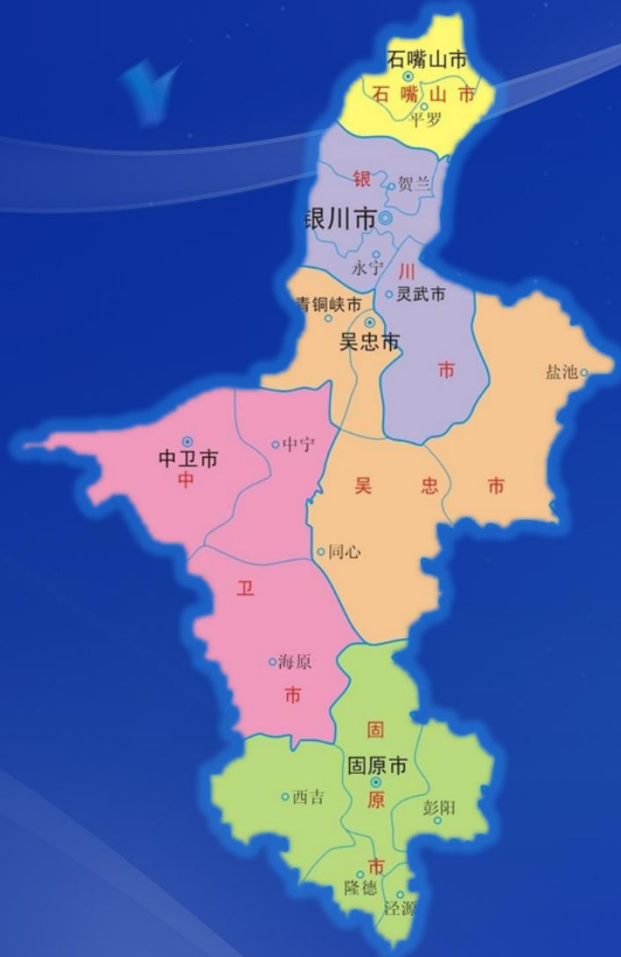 石嘴山市
石嘴山市
平罗
银
贺兰
银川市
永宁
川
灵武市
青铜峡市
吴忠市
市
盐池
中宁
中卫市
中
吴忠市
同心
卫
海原
市
固
固原市
西吉
原
彭阳
市
隆德
泾源